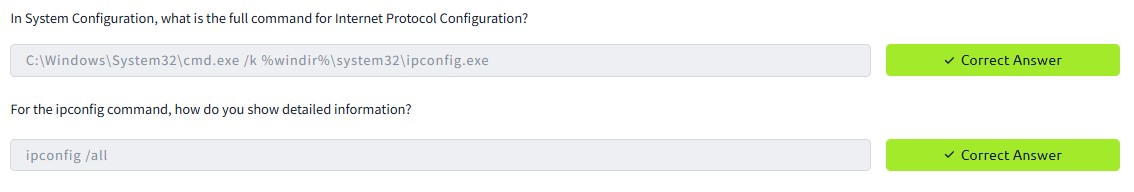 In System Configuration, what is the full command for Internet Protocol Configuration?
C:\Windows\System32\cmd.exe /k %windir%\system32\ipconfig.exe
✓ Correct Answer
For the ipconfig command, how do you show detailed information?
ipconfig /all
✓ Correct Answer